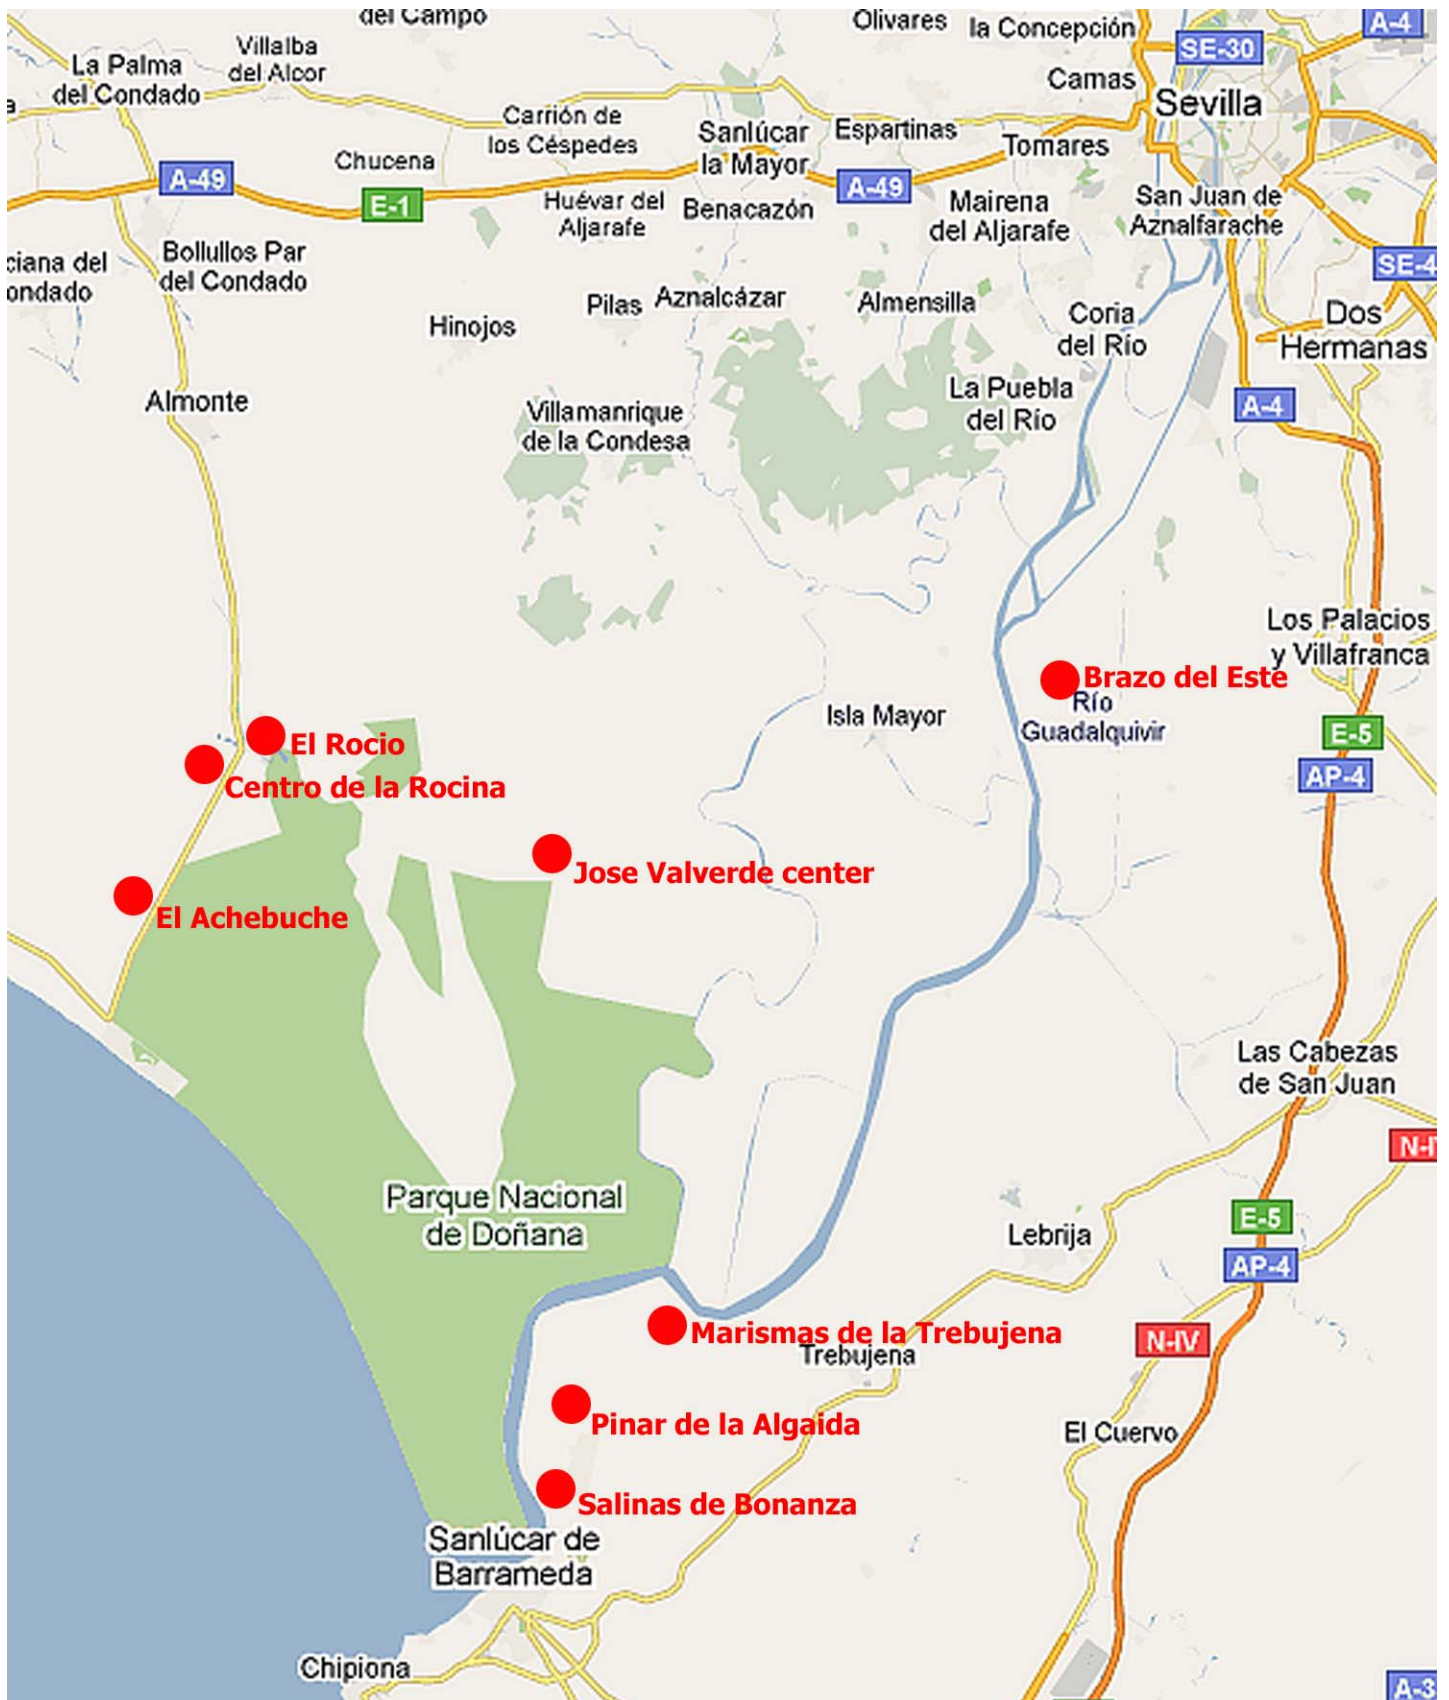 del Campo
Olivares
la Concepción
A-4
SE-30
Villalba
del Alcor
La Palma
del Condado
Camas
Sevilla
Carrión de
los Céspedes
Sanlúcar
la Mayor
Espartinas
Tomares
Chucena
A-49
E-1
A-49
Huévar del
Aljarafe
Benacazón
Mairena
del Aljarafe
San Juan de
Aznalfarache
Bollullos Par
del Condado
ciana del
ondado
SE-4
Pilas
Aznalcázar
Almensilla
Hinojos
Coria
del Río
Dos
Hermanas
Almonte
Villamanrique
de la Condesa
La Puebla
del Río
A-4
Los Palacios
y Villafranca
Brazo del Este
Río
Guadalquivir
Isla Mayor
El Rocio
Centro de la Rocina
E-5
AP-4
Jose Valverde center
El Achebuche
Las Cabezas
de San Juan
N-I
Parque Nacional
de Doñana
Lebrija
E-5
AP-4
Marismas de la Trebujena
Trebujena
N-IV
Pinar de la Algaida
El Cuervo
Salinas de Bonanza
Sanlúcar de
Barrameda
Chipiona
A-3